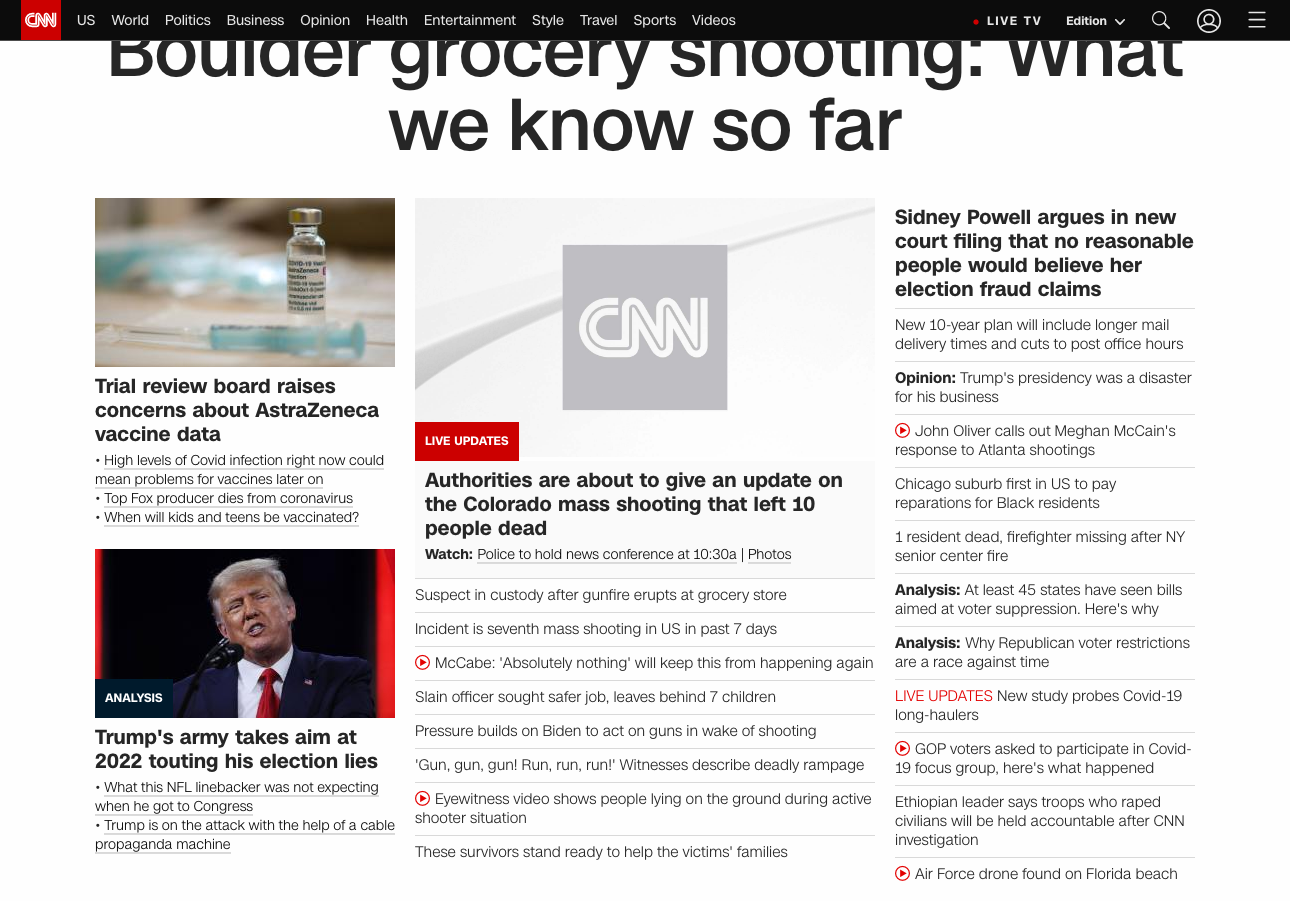 CNN
US World Politics Business Opinion Health Entertainment Style Travel Sports Videos
LIVE TV Edition
Boulder grocery shooting: What
we know so far
COVID-19 Vaccine
AstraZeneca
Trial review board raises
concerns about AstraZeneca
vaccine data
• High levels of Covid infection right now could
mean problems for vaccines later on
• Top Fox producer dies from coronavirus
• When will kids and teens be vaccinated?
ANALYSIS
Trump's army takes aim at
2022 touting his election lies
• What this NFL linebacker was not expecting
when he got to Congress
• Trump is on the attack with the help of a cable
propaganda machine
CNN
LIVE UPDATES
Authorities are about to give an update on
the Colorado mass shooting that left 10
people dead
Watch: Police to hold news conference at 10:30a | Photos
Suspect in custody after gunfire erupts at grocery store
Incident is seventh mass shooting in US in past 7 days
McCabe: 'Absolutely nothing' will keep this from happening again
Slain officer sought safer job, leaves behind 7 children
Pressure builds on Biden to act on guns in wake of shooting
'Gun, gun, gun! Run, run, run!' Witnesses describe deadly rampage
Eyewitness video shows people lying on the ground during active
shooter situation
These survivors stand ready to help the victims' families
Sidney Powell argues in new
court filing that no reasonable
people would believe her
election fraud claims
New 10-year plan will include longer mail
delivery times and cuts to post office hours
Opinion: Trump's presidency was a disaster
for his business
John Oliver calls out Meghan McCain's
response to Atlanta shootings
Chicago suburb first in US to pay
reparations for Black residents
1 resident dead, firefighter missing after NY
senior center fire
Analysis: At least 45 states have seen bills
aimed at voter suppression. Here's why
Analysis: Why Republican voter restrictions
are a race against time
LIVE UPDATES New study probes Covid-19
long-haulers
GOP voters asked to participate in Covid-
19 focus group, here's what happened
Ethiopian leader says troops who raped
civilians will be held accountable after CNN
investigation
Air Force drone found on Florida beach